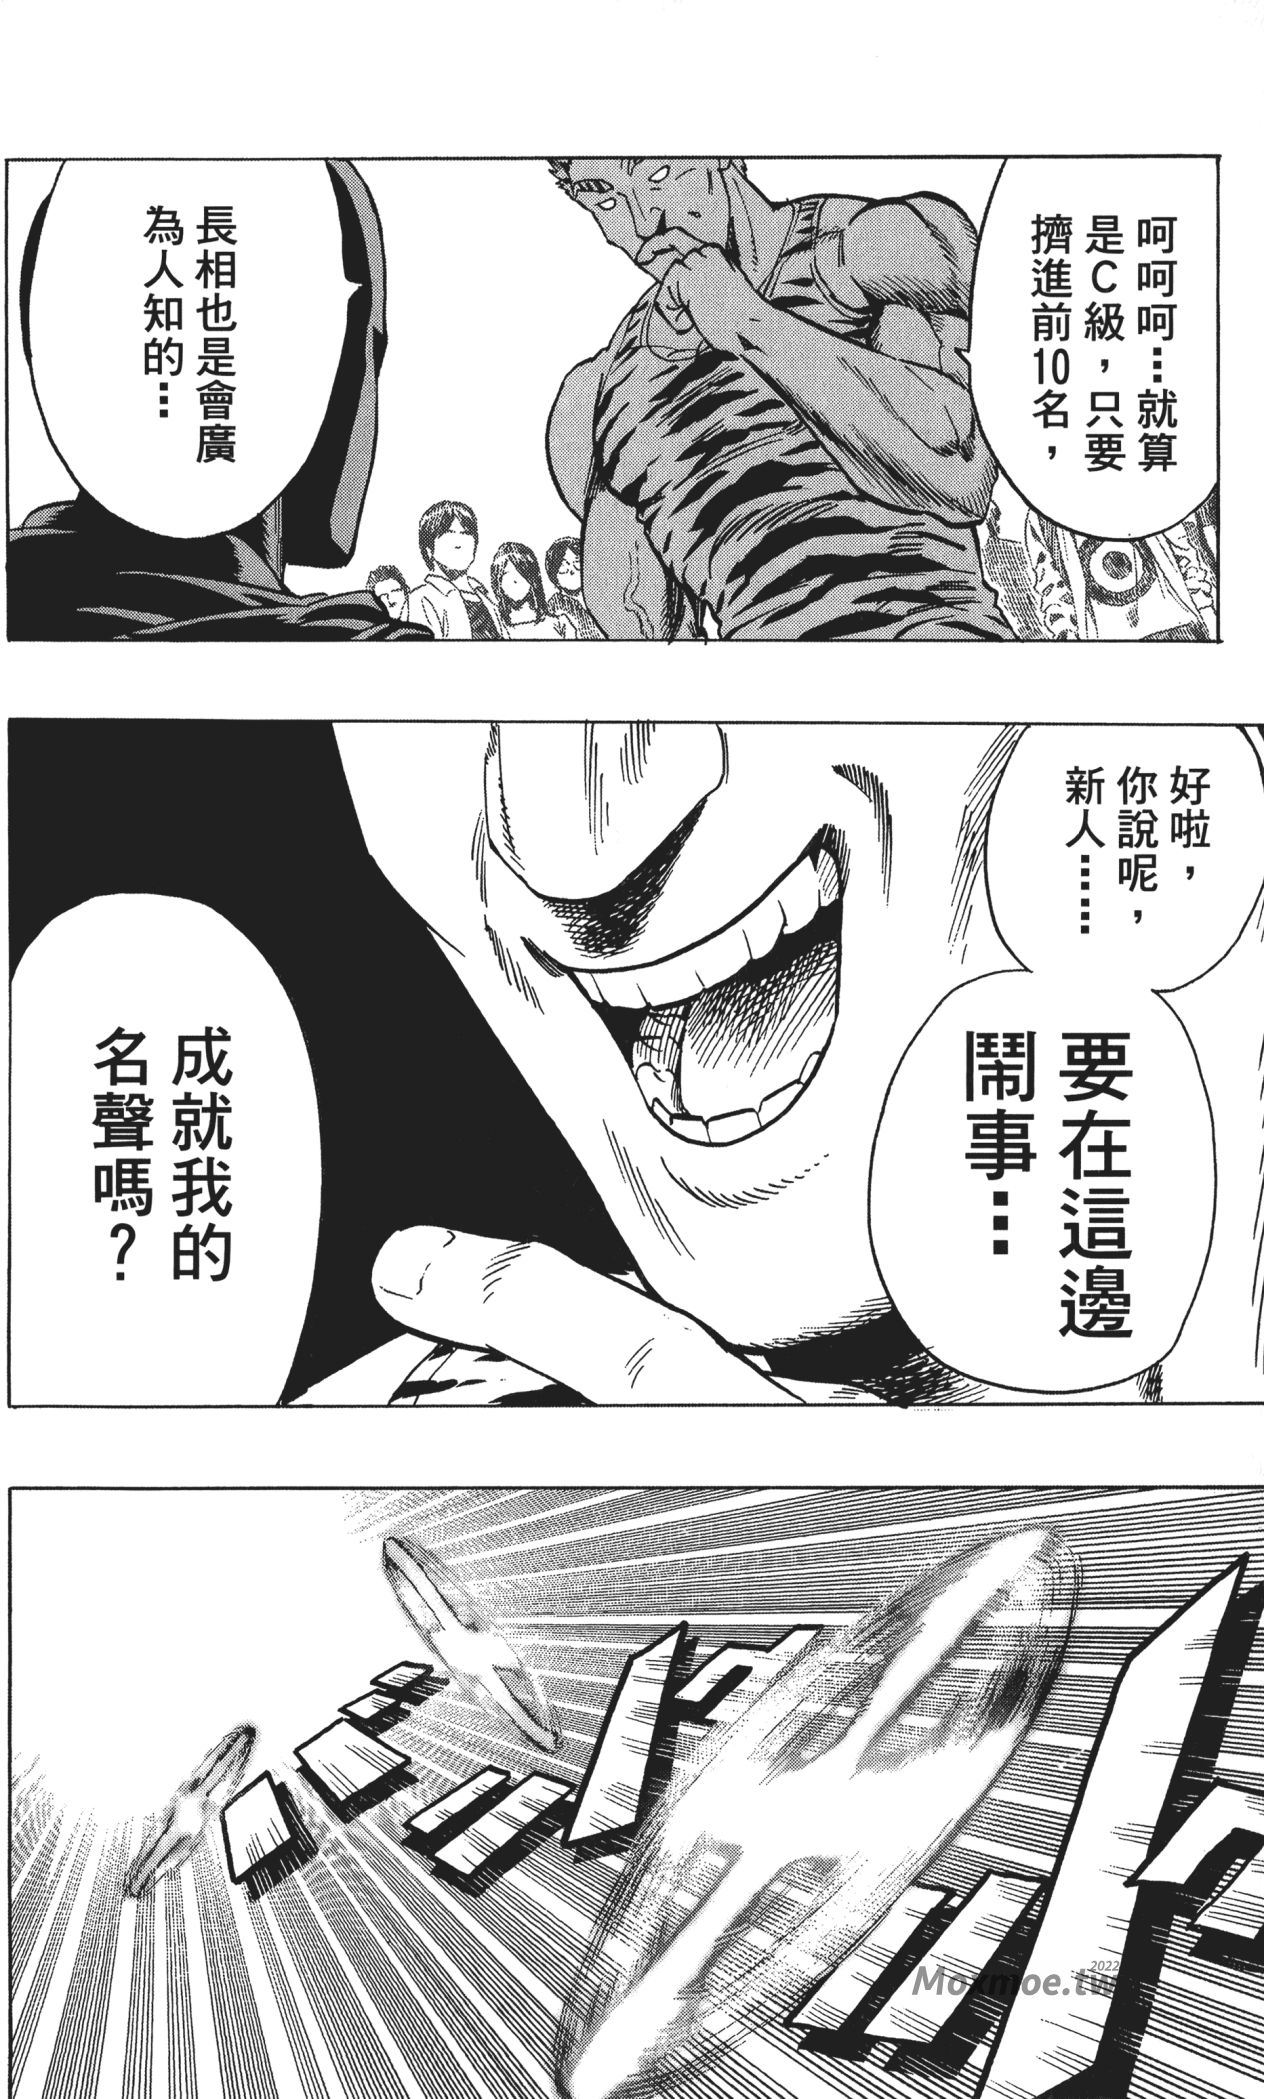 呵呵呵…就算
是C級，只要
擠進前10名，
長相也是會廣
為人知的…
好啦，
你說呢，
新人……
要在這邊
鬧事…
成就我的
名聲嗎？
Moxmoe.tw
2022